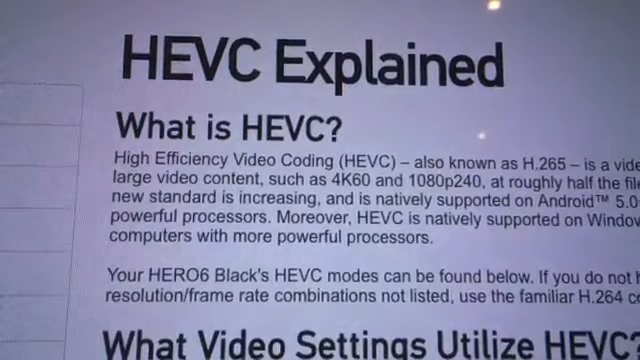 HEVC Explained
What is HEVC?
High Efficiency Video Coding (HEVC) – also known as H.265 – is a vide
large video content, such as 4K60 and 1080p240, at roughly half the fil
new standard is increasing, and is natively supported on Android™ 5.0
powerful processors. Moreover, HEVC is natively supported on Window
computers with more powerful processors.
Your HERO6 Black's HEVC modes can be found below. If you do not h
resolution/frame rate combinations not listed, use the familiar H.264 co
What Video Settings Utilize HEVC?